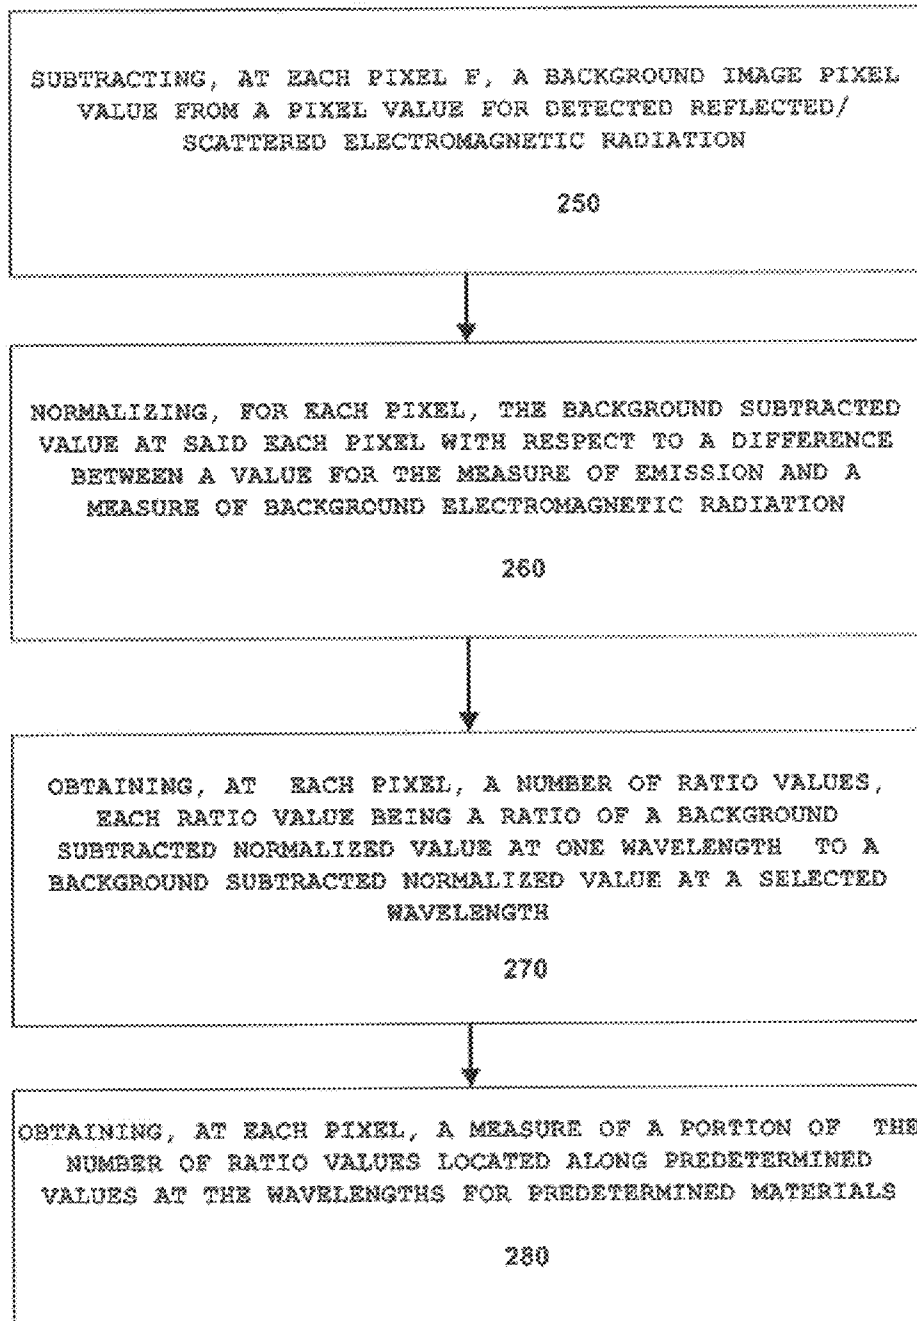 SUBTRACTING, AT EACH PIXEL F, A BACKGROUND IMAGE PIXEL
VALUE FROM A PIXEL VALUE FOR DETECTED REFLECTED/
SCATTERED ELECTROMAGNETIC RADIATION
250
NORMALIZING, FOR EACH PIXEL, THE BACKGROUND SUBTRACTED
VALUE AT SAID EACH PIXEL WITH RESPECT TO A DIFFERENCE
BETWEEN A VALUE FOR THE MEASURE OF EMISSION AND A
MEASURE OF BACKGROUND ELECTROMAGNETIC RADIATION
260
OBTAINING, AT EACH PIXEL, A NUMBER OF RATIO VALUES,
EACH RATIO VALUE BEING A RATIO OF A BACKGROUND
SUBTRACTED NORMALIZED VALUE AT ONE WAVELENGTH TO A
BACKGROUND SUBTRACTED NORMALIZED VALUE AT A SELECTED
WAVELENGTH
270
OBTAINING, AT EACH PIXEL, A MEASURE OF A PORTION OF THE
NUMBER OF RATIO VALUES LOCATED ALONG PREDETERMINED
VALUES AT THE WAVELENGTHS FOR PREDETERMINED MATERIALS
280